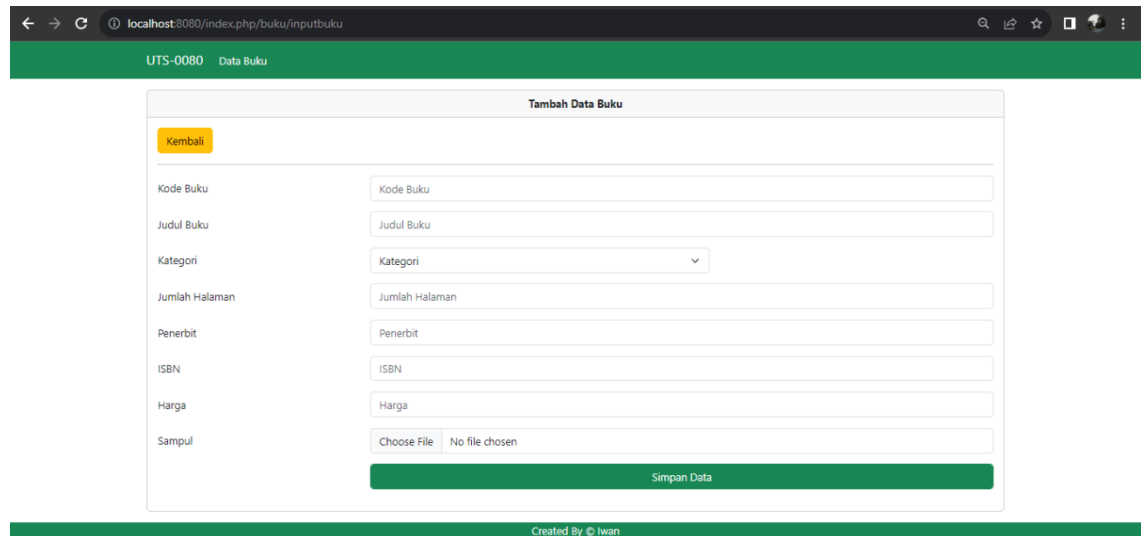 localhost:8080/index.php/buku/inputbuku
UTS-0080 Data Buku
Tambah Data Buku
Kembali
Kode Buku Kode Buku
Judul Buku Judul Buku
Kategori Kategori
Jumlah Halaman Jumlah Halaman
Penerbit Penerbit
ISBN ISBN
Harga Harga
Sampul Choose File No file chosen
Simpan Data
Created By © Iwan